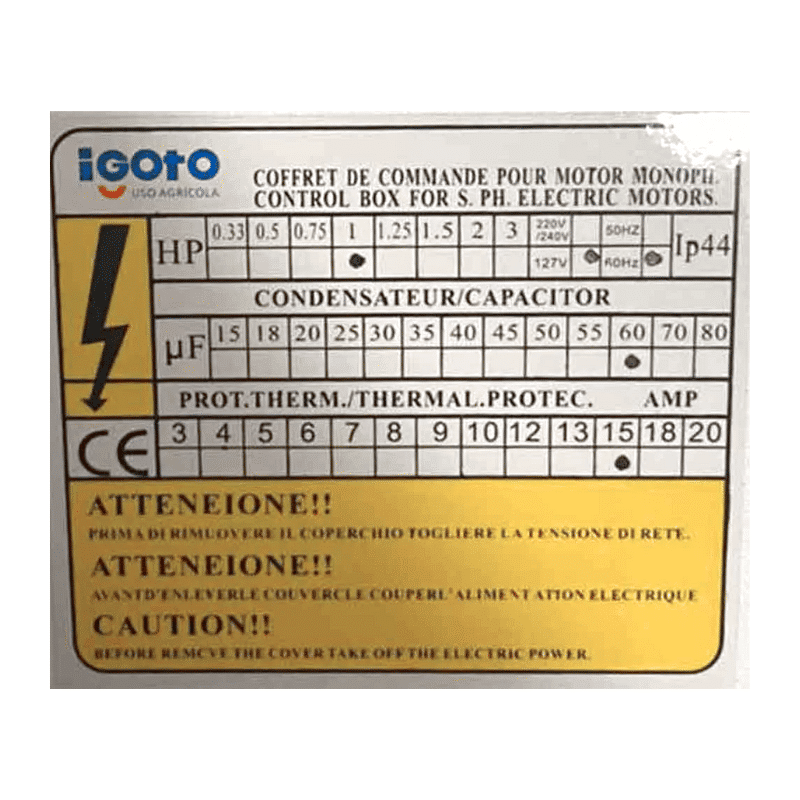 iGOTO
USO AGRICOLA
COFFRET DE COMMANDE POUR MOTOR MONOPH.
CONTROL BOX FOR S. PH. ELECTRIC MOTORS.
HP 0.33 0.5 0.75 1 1.25 1.5 2 3 220V/240V 50HZ Ip44
127V 60Hz
CONDENSATEUR/CAPACITOR
µF 15 18 20 25 30 35 40 45 50 55 60 70 80
PROT.THERM./THERMAL.PROTEC. AMP
CE 3 4 5 6 7 8 9 10 12 13 15 18 20
ATTENEIONE!!
PRIMA DI RIMUOVERE IL COPERCHIO TOGLIERE LA TENSIONE DI RETE.
ATTENEIONE!!
AVANTD'ENLEVERLE COUVERCLE COUPERL'ALIMENTATION ELECTRIQUE
CAUTION!!
BEFORE REMCVE THE COVER TAKE OFF THE ELECTRIC POWER.